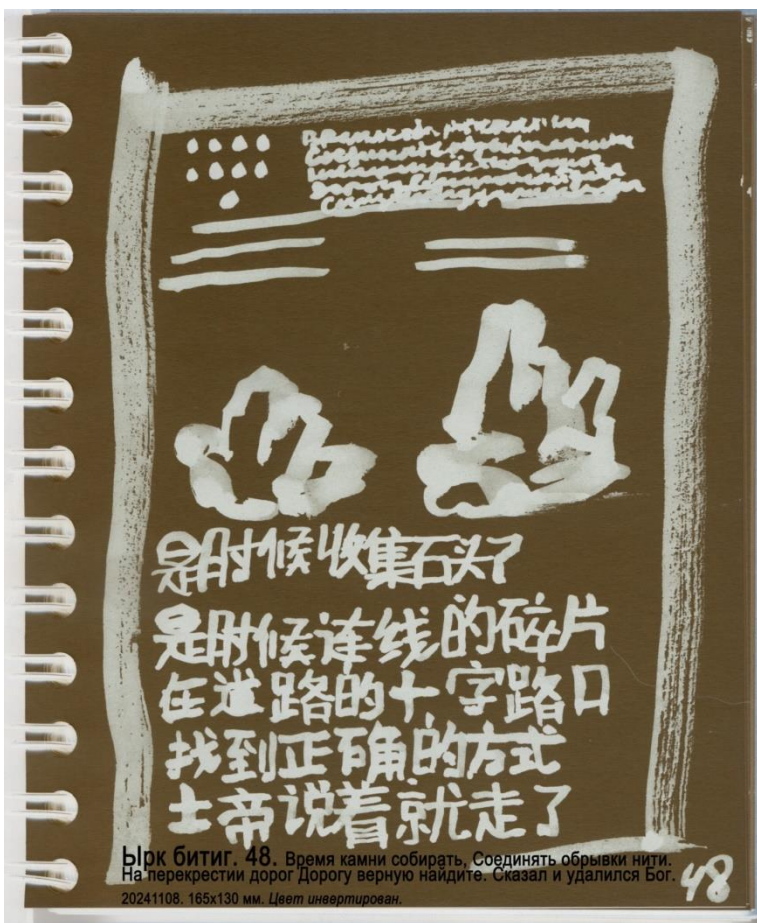 是时候收集石头了
是时候连线的碎片
在道路的十字路口
找到正确的方式
上帝说着就走了
Ырк битиг. 48. Время камни собирать, Соединять обрывки нити.
На перекрестии дорог Дорогу верную найдите. Сказал и удалился Бог.
20241108. 165x130 мм. Цвет инвертирован.
48